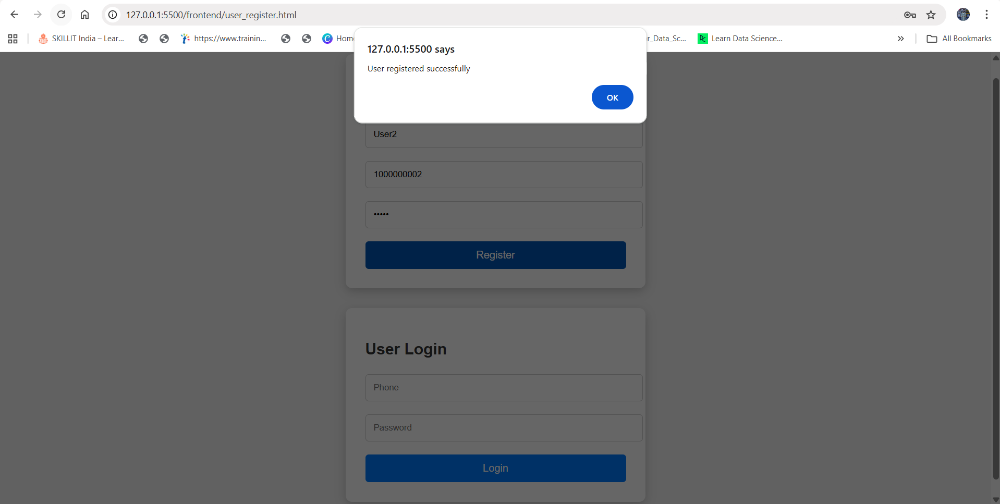 127.0.0.1:5500/frontend/user_register.html
SKILLIT India – Lear...
https://www.trainin...
Hom
r_Data_Sc...
Learn Data Science...
All Bookmarks
127.0.0.1:5500 says
User registered successfully
OK
User2
1000000002
•••••
Register
User Login
Phone
Password
Login